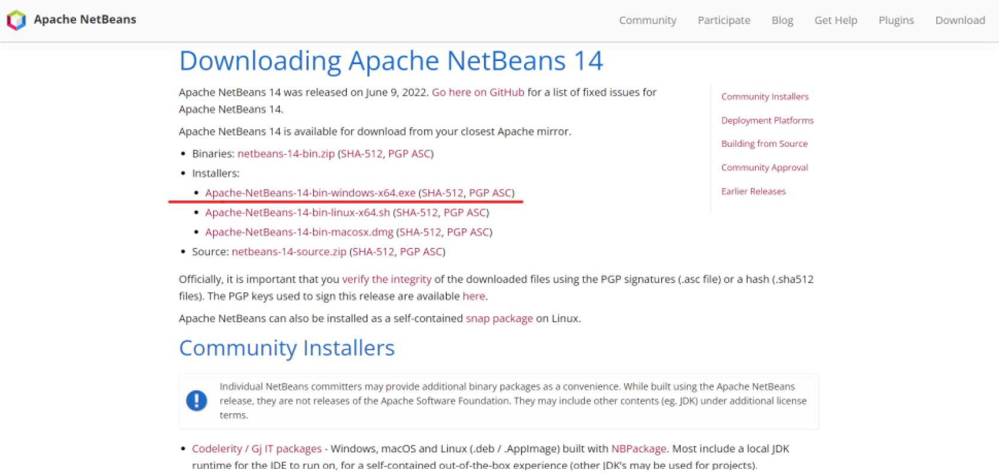 Apache NetBeans
Community Participate Blog Get Help Plugins Download
Downloading Apache NetBeans 14
Apache NetBeans 14 was released on June 9, 2022. Go here on GitHub for a list of fixed issues for
Apache NetBeans 14.
Apache NetBeans 14 is available for download from your closest Apache mirror.
• Binaries: netbeans-14-bin.zip (SHA-512, PGP ASC)
• Installers:
• Apache-NetBeans-14-bin-windows-x64.exe (SHA-512, PGP ASC)
• Apache-NetBeans-14-bin-linux-x64.sh (SHA-512, PGP ASC)
• Apache-NetBeans-14-bin-macosx.dmg (SHA-512, PGP ASC)
• Source: netbeans-14-source.zip (SHA-512, PGP ASC)
Officially, it is important that you verify the integrity of the downloaded files using the PGP signatures (.asc file) or a hash (.sha512
files). The PGP keys used to sign this release are available here.
Apache NetBeans can also be installed as a self-contained snap package on Linux.
Community Installers
Individual NetBeans committers may provide additional binary packages as a convenience. While built using the Apache NetBeans
release, they are not releases of the Apache Software Foundation. They may include other contents (eg. JDK) under additional license
terms.
• Codelerity / Gj IT packages - Windows, macOS and Linux (.deb / .AppImage) built with NBPackage. Most include a local JDK
runtime for the IDE to run on, for a self-contained out-of-the-box experience (other JDK's may be used for projects).
Community Installers
Deployment Platforms
Building from Source
Community Approval
Earlier Releases